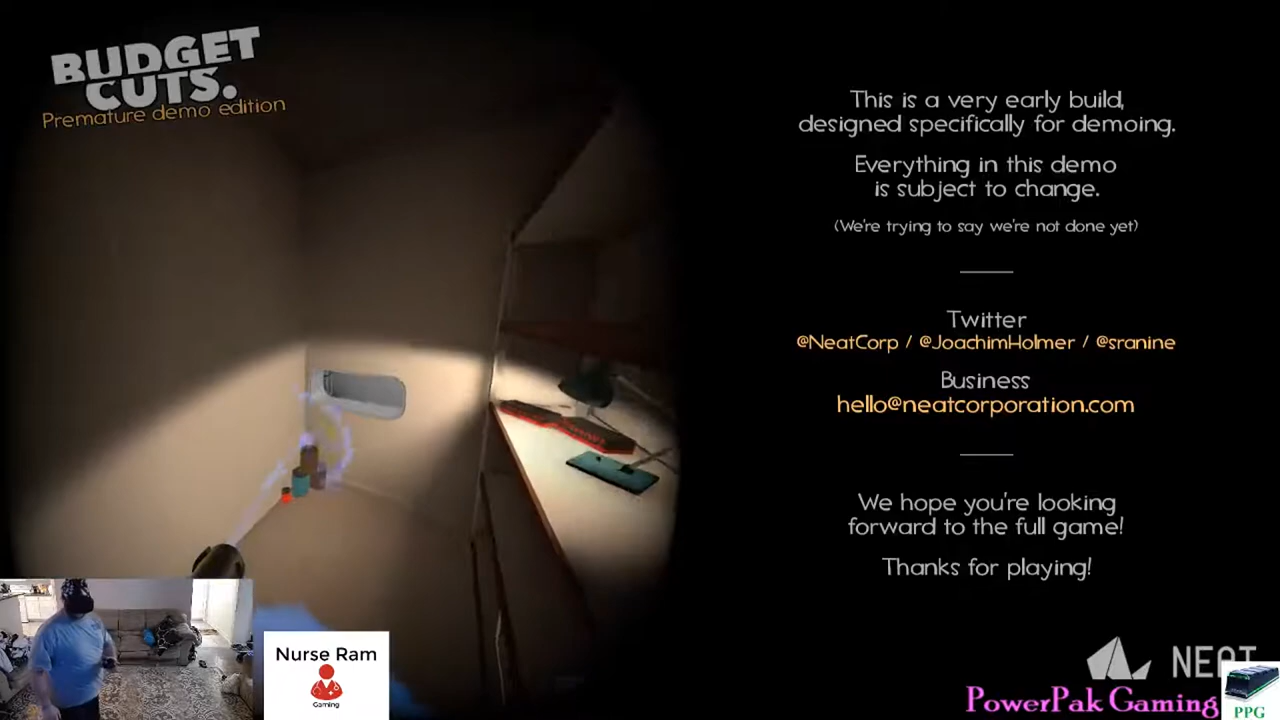 BUDGET
CUTS.
Premature demo edition
This is a very early build,
designed specifically for demoing.
Everything in this demo
is subject to change.
(We're trying to say we're not done yet)
Twitter
@NeatCorp / @JoachimHolmer / @sranine
Business
hello@neatcorporation.com
We hope you're looking
forward to the full game!
Thanks for playing!
Nurse Ram
Gaming
NEAT
PowerPak Gaming
PPG